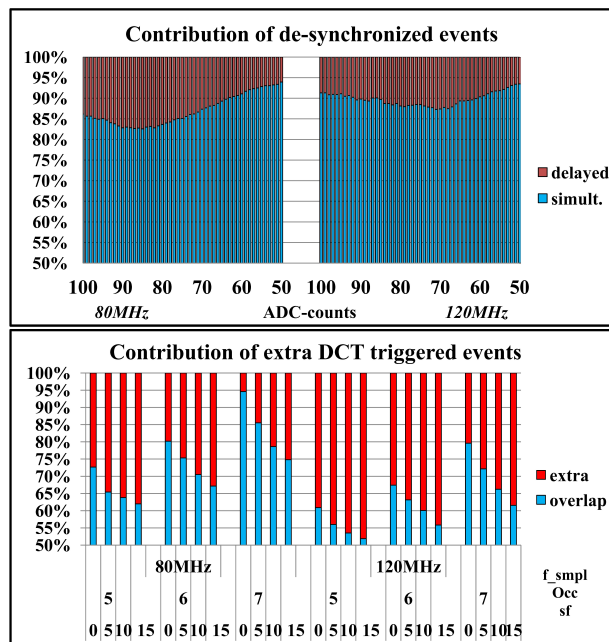 Contribution of de-synchronized events
100%
95%
90%
85%
80%
75%
70%
65%
60%
55%
50%
delayed
simult.
100 90 80 70 60 50 100 90 80 70 60 50
80MHz ADC-counts 120MHz
Contribution of extra DCT triggered events
100%
95%
90%
85%
80%
75%
70%
65%
60%
55%
50%
extra
overlap
80MHz 120MHz f_smpl
5 6 7 5 6 7 Occ
0 5 10 15 0 5 10 15 0 5 10 15 0 5 10 15 0 5 10 15 0 5 10 15 sf